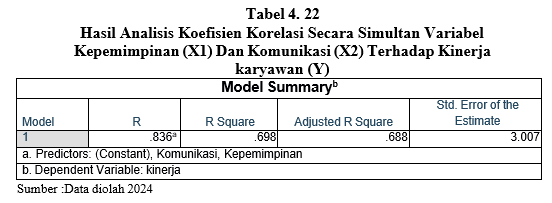 Tabel 4. 22
Hasil Analisis Koefisien Korelasi Secara Simultan Variabel
Kepemimpinan (X1) Dan Komunikasi (X2) Terhadap Kinerja
karyawan (Y)
Model Summaryb
Model R R Square Adjusted R Square Std. Error of the Estimate
1 .836a .698 .688 3.007
a. Predictors: (Constant), Komunikasi, Kepemimpinan
b. Dependent Variable: kinerja
Sumber :Data diolah 2024